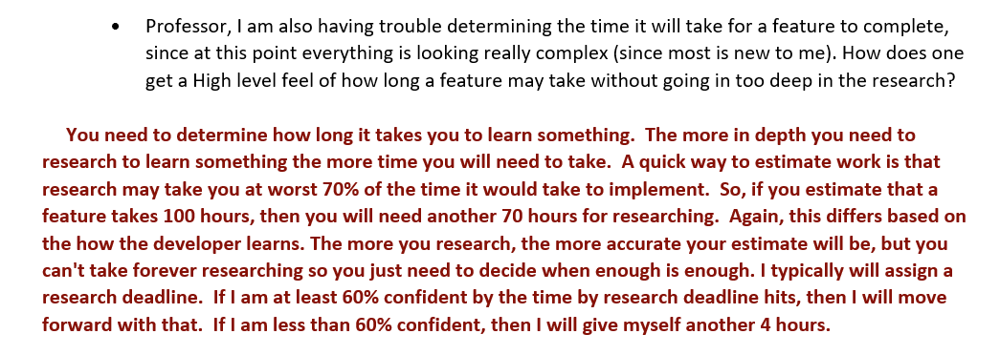 • Professor, I am also having trouble determining the time it will take for a feature to complete,
since at this point everything is looking really complex (since most is new to me). How does one
get a High level feel of how long a feature may take without going in too deep in the research?
You need to determine how long it takes you to learn something.  The more in depth you need to
research to learn something the more time you will need to take.  A quick way to estimate work is that
research may take you at worst 70% of the time it would take to implement.  So, if you estimate that a
feature takes 100 hours, then you will need another 70 hours for researching.  Again, this differs based on
the how the developer learns. The more you research, the more accurate your estimate will be, but you
can't take forever researching so you just need to decide when enough is enough. I typically will assign a
research deadline.  If I am at least 60% confident by the time by research deadline hits, then I will move
forward with that.  If I am less than 60% confident, then I will give myself another 4 hours.